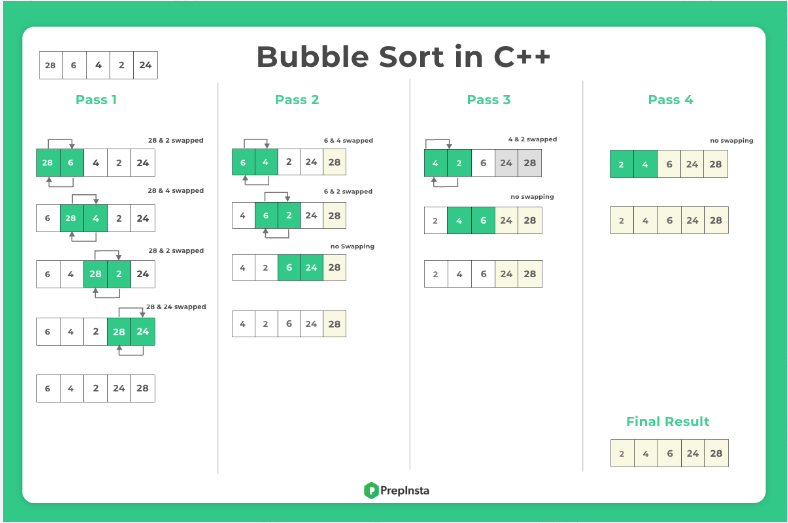 Bubble Sort in C++
28 6 4 2 24
Pass 1
28 & 2 swapped
28 6 4 2 24
28 & 4 swapped
6 28 4 2 24
28 & 2 swapped
6 4 28 2 24
28 & 24 swapped
6 4 2 28 24
6 4 2 24 28
Pass 2
6 & 4 swapped
6 4 2 24 28
6 & 2 swapped
4 6 2 24 28
no Swapping
4 2 6 24 28
4 2 6 24 28
Pass 3
4 & 2 swapped
4 2 6 24 28
no swapping
2 4 6 24 28
2 4 6 24 28
Pass 4
no swapping
2 4 6 24 28
2 4 6 24 28
Final Result
2 4 6 24 28
PrepInsta